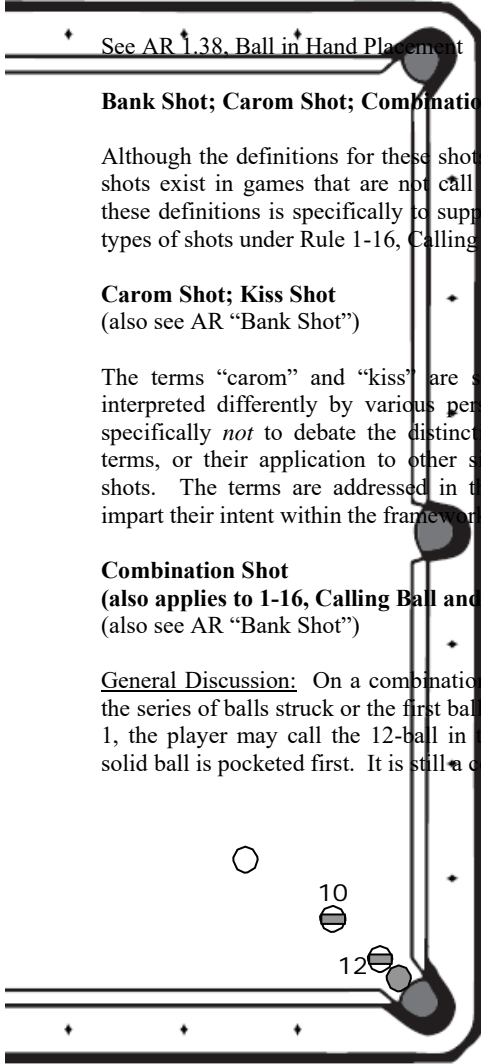 See AR 1.38, Ball in Hand Placement
Bank Shot; Carom Shot; Combinatio
Although the definitions for these shots
shots exist in games that are not call
these definitions is specifically to supp
types of shots under Rule 1-16, Calling
Carom Shot; Kiss Shot
(also see AR “Bank Shot”)
The terms “carom” and “kiss” are s
interpreted differently by various pers
specifically not to debate the distinct
terms, or their application to other s
shots. The terms are addressed in th
impart their intent within the framework
Combination Shot
(also applies to 1-16, Calling Ball and
(also see AR “Bank Shot”)
General Discussion: On a combination
the series of balls struck or the first ball
1, the player may call the 12-ball in t
solid ball is pocketed first. It is still a c
10
12